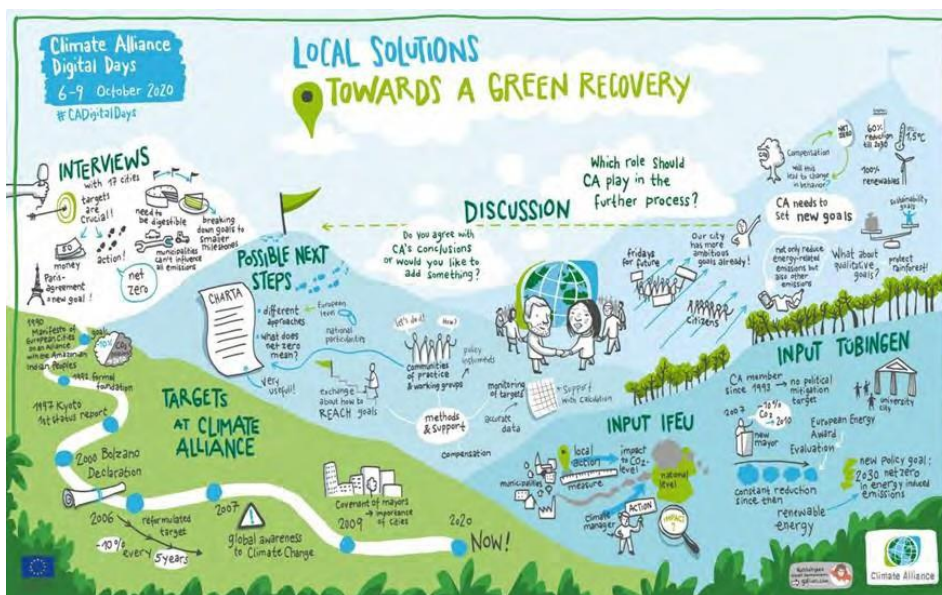 Climate Alliance
Digital Days
6-9 October 2020
#CADigitalDays
LOCAL SOLUTIONS
TOWARDS A GREEN RECOVERY
INTERVIEWS
with 17 cities
targets
are
crucial!
need to
be digestible
breaking
down goals to
smaller
milestones
money
action!
municipalities
can't influence
all emissions
Paris-
agreement
→ new goal!
net
zero
POSSIBLE NEXT
STEPS
CHARTA
different
approaches
European
level
what does
net zero
mean?
national
very
useful!
exchange
about how to
REACH goals
Let's do it!
How?
communities
of practice
& working groups
policy
instruments
methods
& support
monitoring
of targets
+ Support
with calculation
accurate
data
compensation
DISCUSSION
Do you agree with
CA's conclusions
or would you like to
add something?
Which role should
CA play in the
further process?
fridays
for future
Our city
has more
ambitious
goals already!
citizens
Compensation
will this
lead to change
in behavior?
NET
ZERO
60%
reduction
till 2030
1,5°C
100%
renewables
CA needs to
set new goals
sustainability
goals
not only reduce
energy-related
emissions but
also other
emissions
What about
qualitative
goals?
protect
rainforest!
TARGETS
AT CLIMATE
ALLIANCE
1990
Manifesto of
European Cities
on an Alliance
with the Amazonian
Indian Peoples
goal
-10%
CO₂
1992 formal
foundation
1997 Kyoto
1st status report
2000 Bolzano
Declaration
2006
reformulated
target
-10% every 5 years
2007
global awareness
to Climate Change
2009
Covenant of mayors
→ importance
of cities
2020
NOW!
INPUT IFEU
municipalities
local
action
impact
to CO₂-
level
measure
national
level
climate
manager
ACTION
IMPACT
?
INPUT TÜBINGEN
CA member
since 1992
no political
mitigation
target
university
city
2007
-10%
CO₂
→ 2010
new
mayor
European Energy
Award
Evaluation
constant reduction
since then
renewable
energy
new policy goal:
2030 net zero
in energy induced
emissions
Climate Alliance